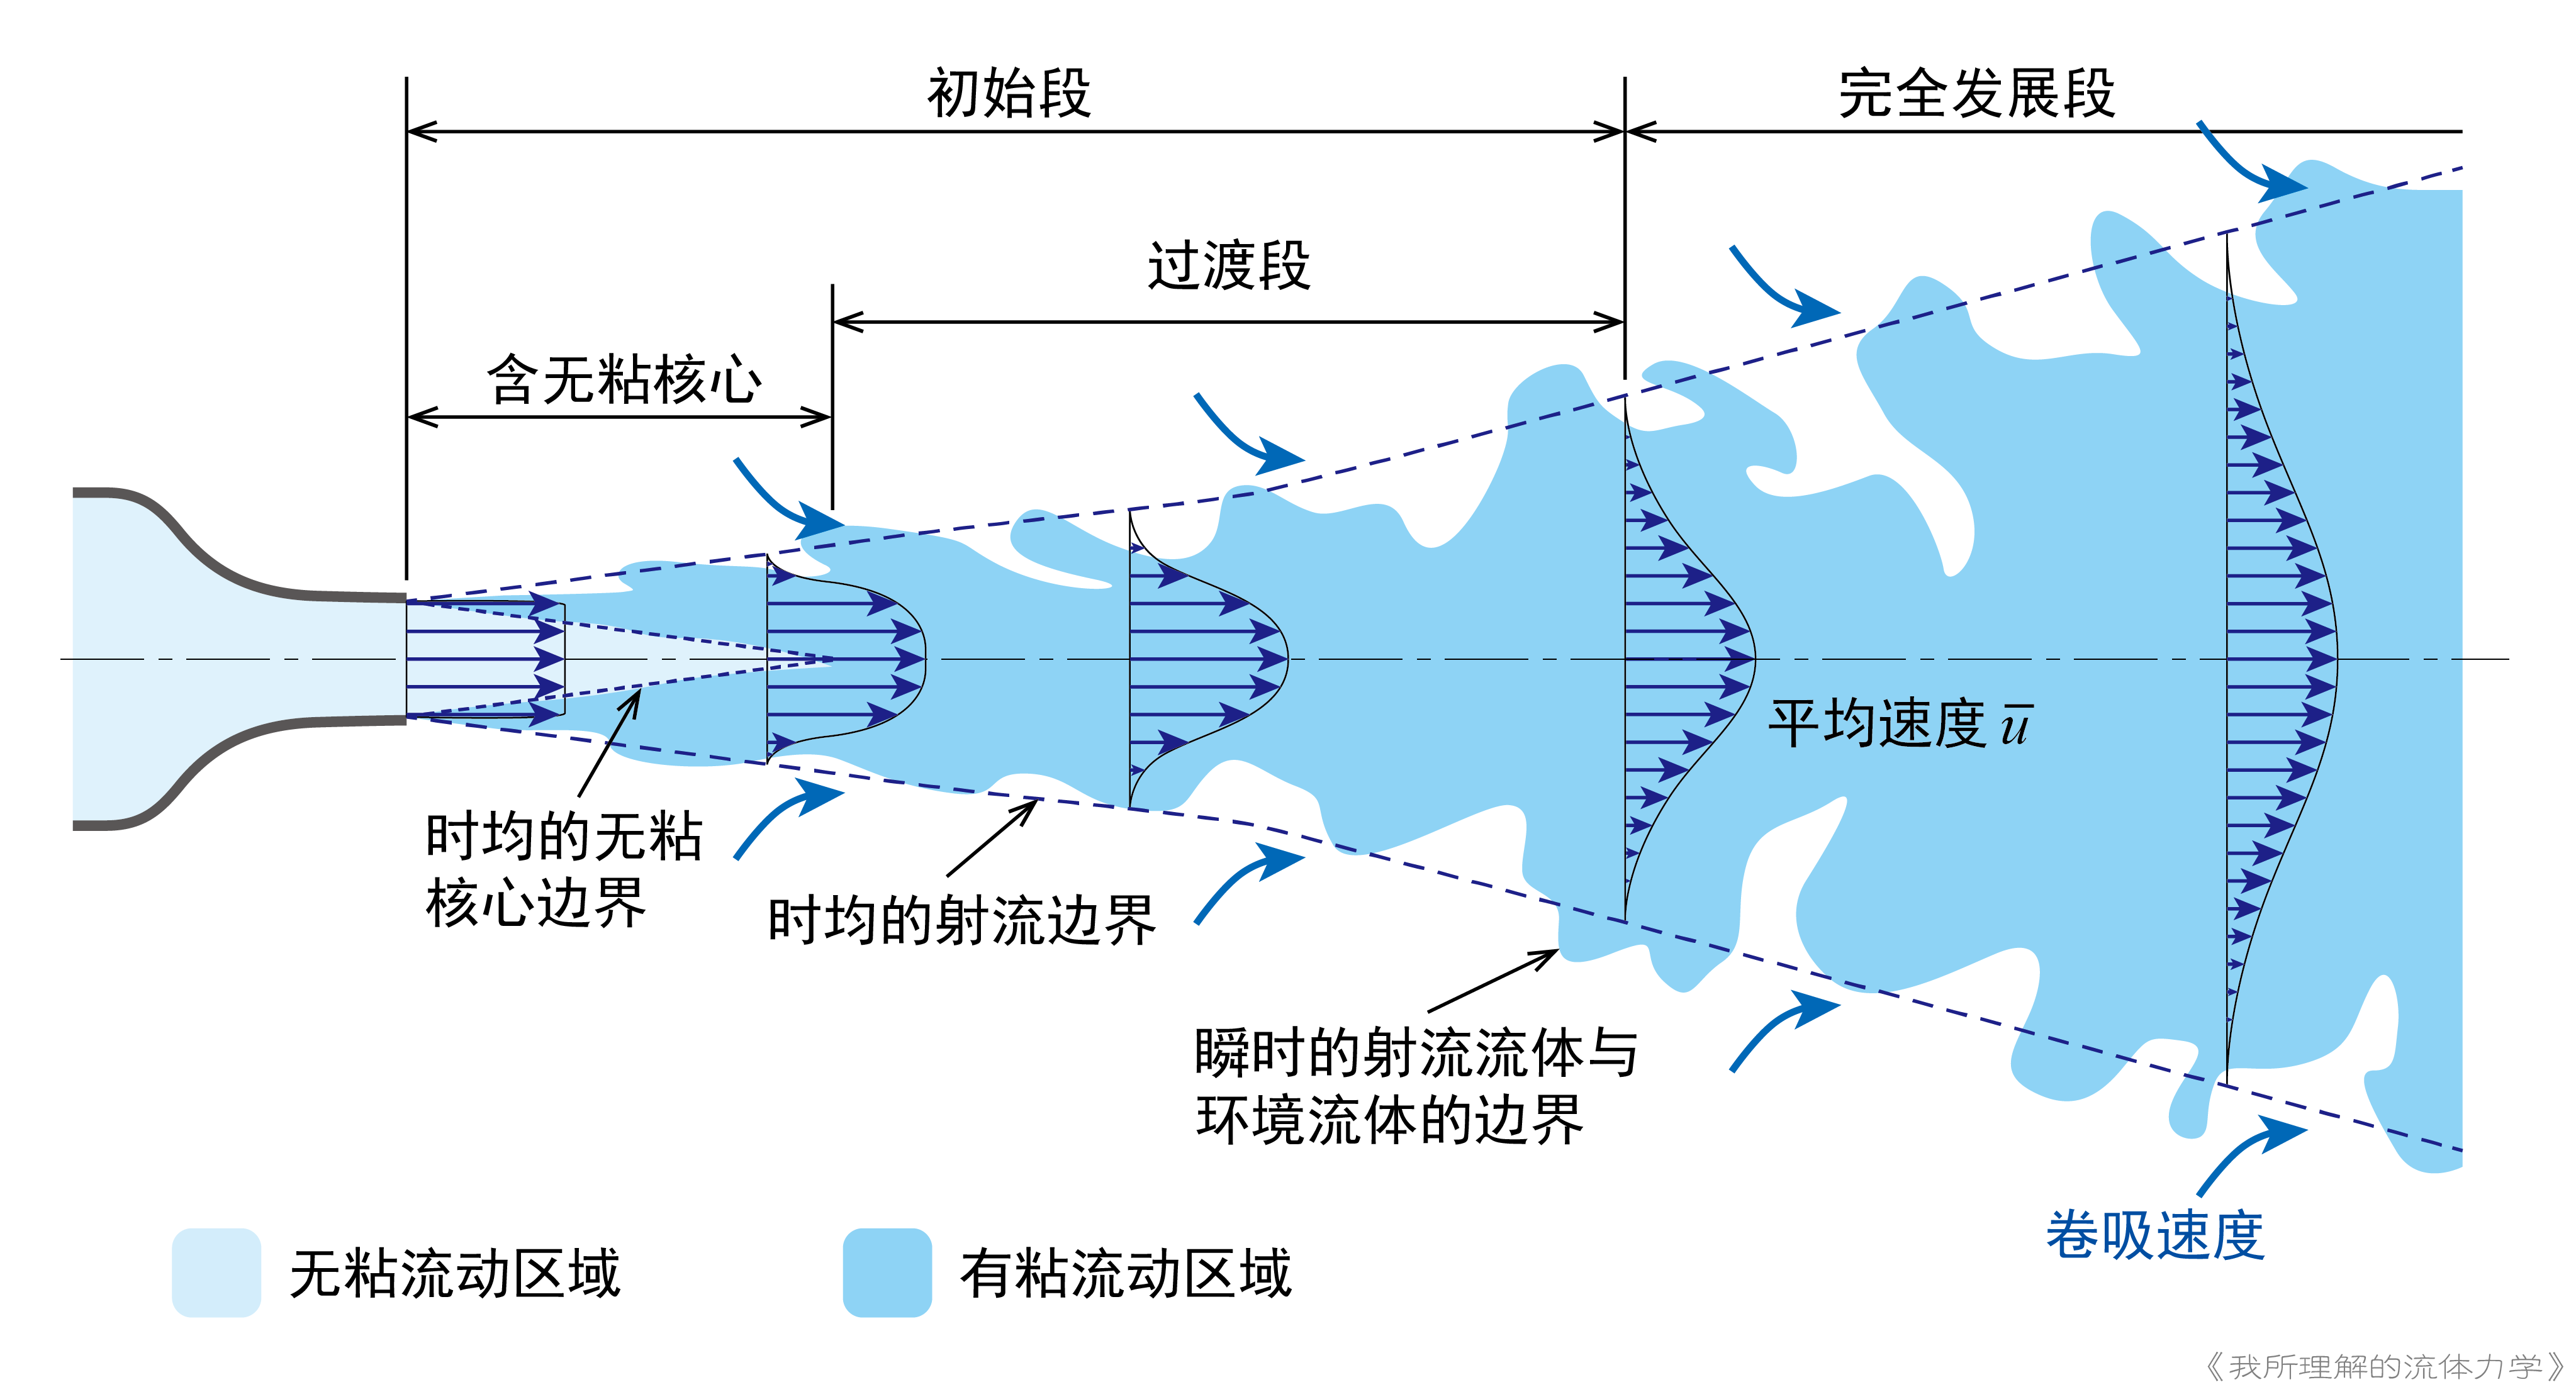 初始段
完全发展段
过渡段
含无粘核心
平均速度 u̅
时均的无粘
核心边界
时均的射流边界
瞬时的射流流体与
环境流体的边界
卷吸速度
无粘流动区域
有粘流动区域
《我所理解的流体力学》